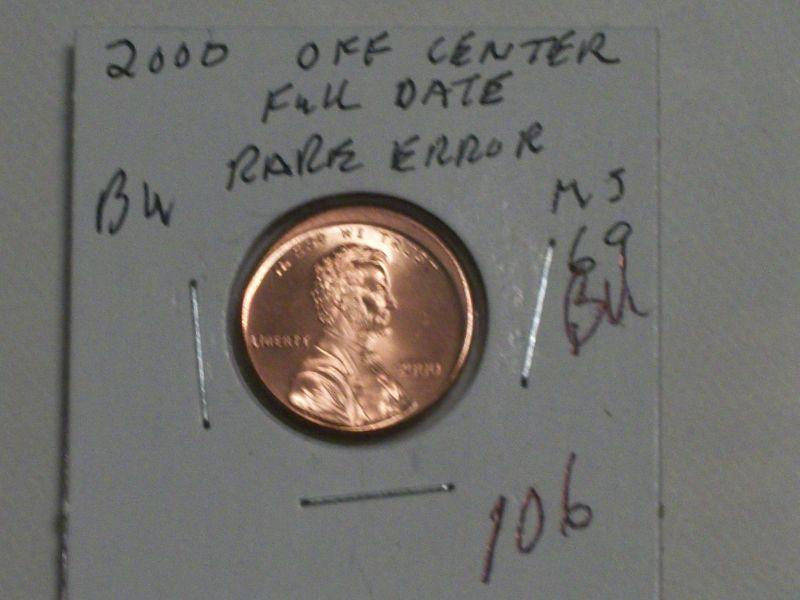 2000 OFF CENTER
Full DATE
RARE ERROR
BU
MS
69
BU
IN GOD WE TRUST
LIBERTY
2000
106